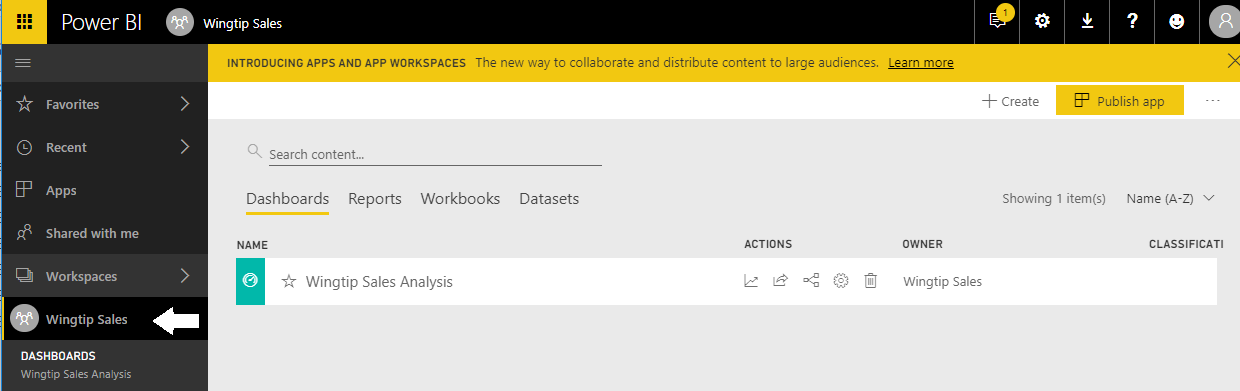 Power BI Wingtip Sales 1 ?
INTRODUCING APPS AND APP WORKSPACES The new way to collaborate and distribute content to large audiences. Learn more
Favorites
Recent
Apps
Shared with me
Workspaces
Wingtip Sales
DASHBOARDS
Wingtip Sales Analysis
Create Publish app ...
Search content...
Dashboards Reports Workbooks Datasets Showing 1 item(s) Name (A-Z)
NAME ACTIONS OWNER CLASSIFICATI
Wingtip Sales Analysis Wingtip Sales